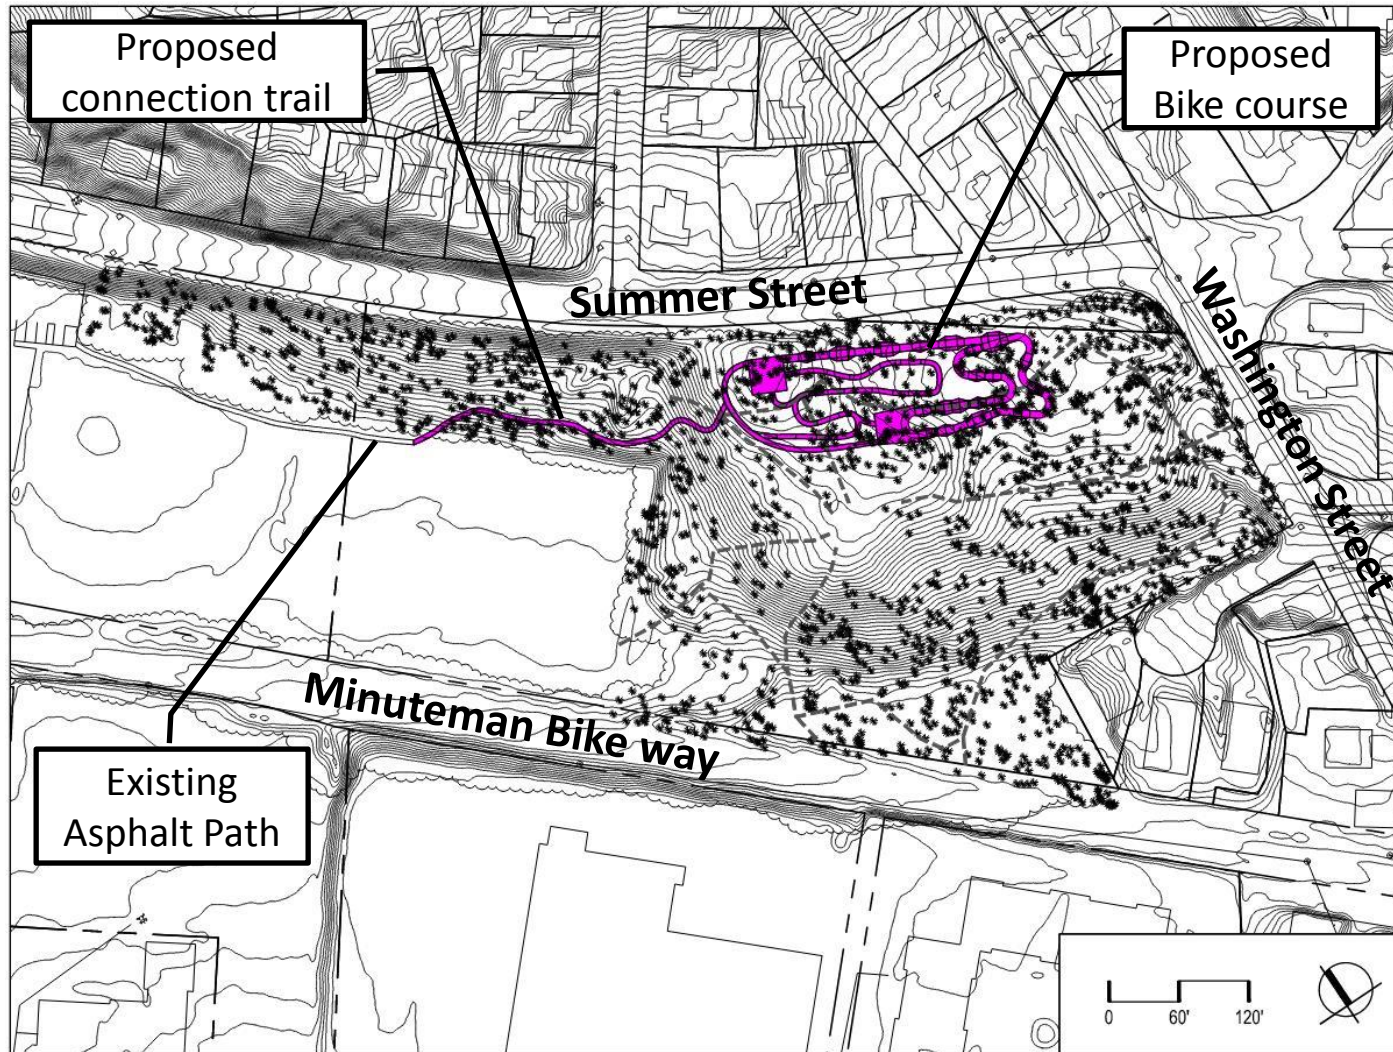 Proposed
connection trail
Proposed
Bike course
Summer Street
Washington Street
Minuteman Bike way
Existing
Asphalt Path
0 60' 120'